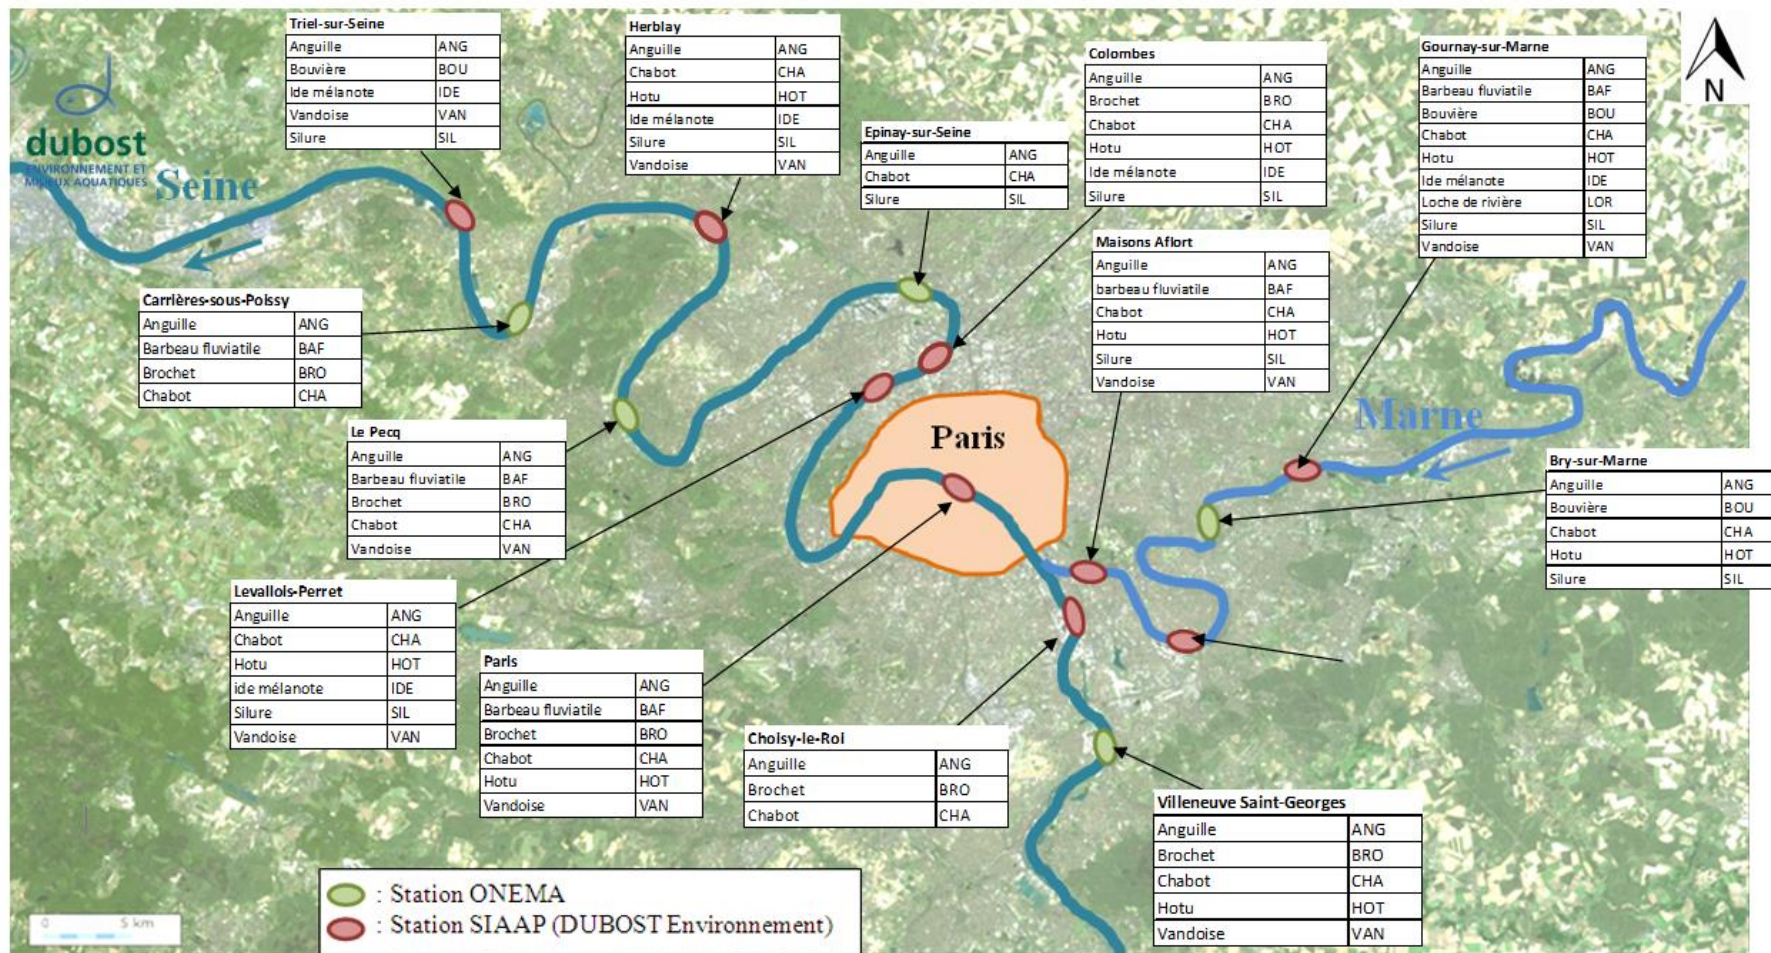 Triel-sur-Seine
Anguille ANG
Bouvière BOU
Ide mélanote IDE
Vandoise VAN
Silure SIL
Herblay
Anguille ANG
Chabot CHA
Hotu HOT
Ide mélanote IDE
Silure SIL
Vandoise VAN
Epinay-sur-Seine
Anguille ANG
Chabot CHA
Silure SIL
Colombes
Anguille ANG
Brochet BRO
Chabot CHA
Hotu HOT
Ide mélanote IDE
Silure SIL
Gournay-sur-Marne
Anguille ANG
Barbeau fluviatile BAF
Bouvière BOU
Chabot CHA
Hotu HOT
Ide mélanote IDE
Loche de rivière LOR
Silure SIL
Vandoise VAN
N
dubost
ENVIRONNEMENT ET
MILIEUX AQUATIQUES
Seine
Maisons Aflort
Anguille ANG
barbeau fluviatile BAF
Chabot CHA
Hotu HOT
Silure SIL
Vandoise VAN
Carrières-sous-Poissy
Anguille ANG
Barbeau fluviatile BAF
Brochet BRO
Chabot CHA
Le Pecq
Anguille ANG
Barbeau fluviatile BAF
Brochet BRO
Chabot CHA
Vandoise VAN
Paris
Marne
Bry-sur-Marne
Anguille ANG
Bouvière BOU
Chabot CHA
Hotu HOT
Silure SIL
Levallois-Perret
Anguille ANG
Chabot CHA
Hotu HOT
ide mélanote IDE
Silure SIL
Vandoise VAN
Paris
Anguille ANG
Barbeau fluviatile BAF
Brochet BRO
Chabot CHA
Hotu HOT
Vandoise VAN
Choisy-le-Roi
Anguille ANG
Brochet BRO
Chabot CHA
Villeneuve Saint-Georges
Anguille ANG
Brochet BRO
Chabot CHA
Hotu HOT
Vandoise VAN
: Station ONEMA
: Station SIAAP (DUBOST Environnement)
0 5 km